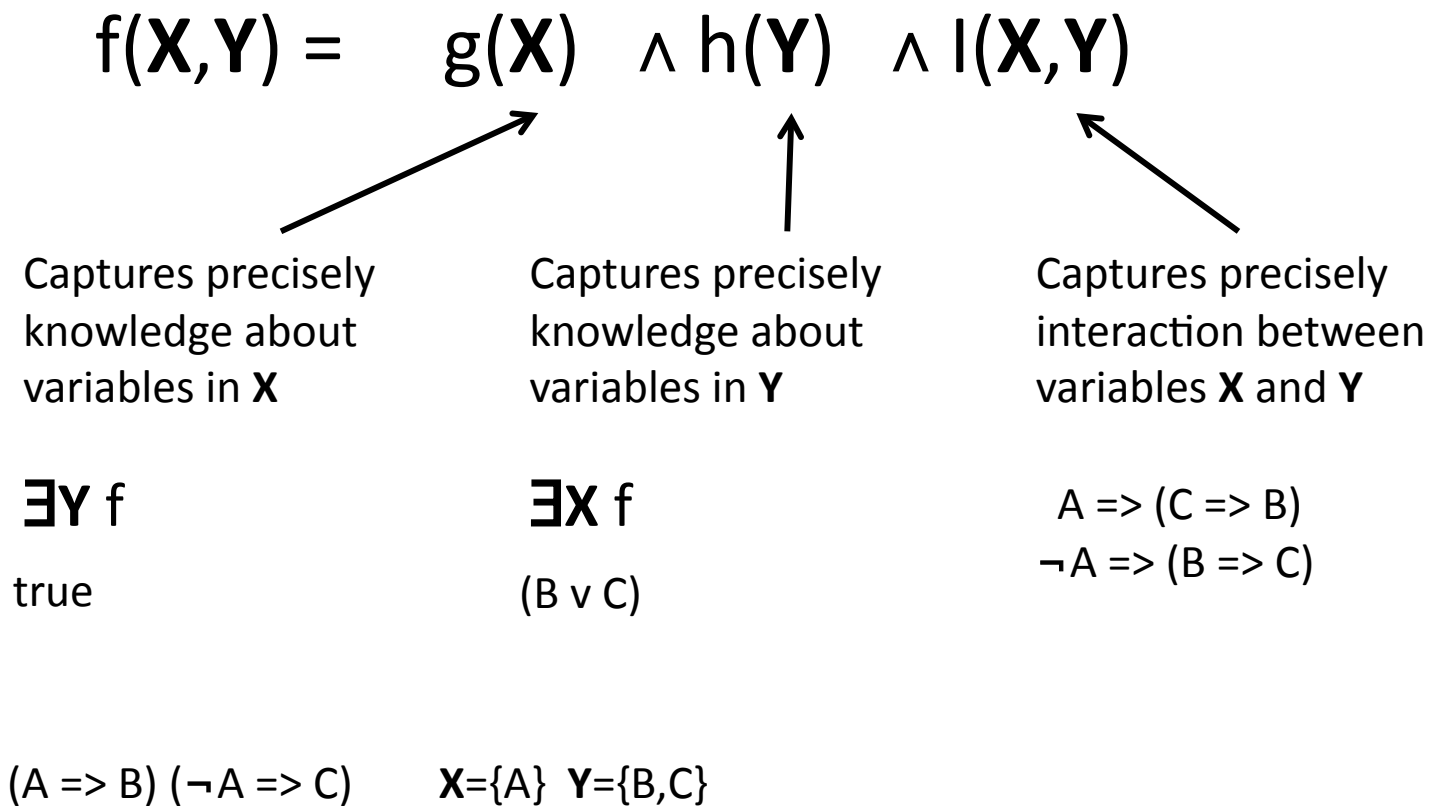 f(X,Y) = g(X) ∧ h(Y) ∧ I(X,Y)
Captures precisely
knowledge about
variables in X
Captures precisely
knowledge about
variables in Y
Captures precisely
interaction between
variables X and Y
∃Y f
true
∃X f
(B v C)
A => (C => B)
¬A => (B => C)
(A => B) (¬A => C) X={A} Y={B,C}